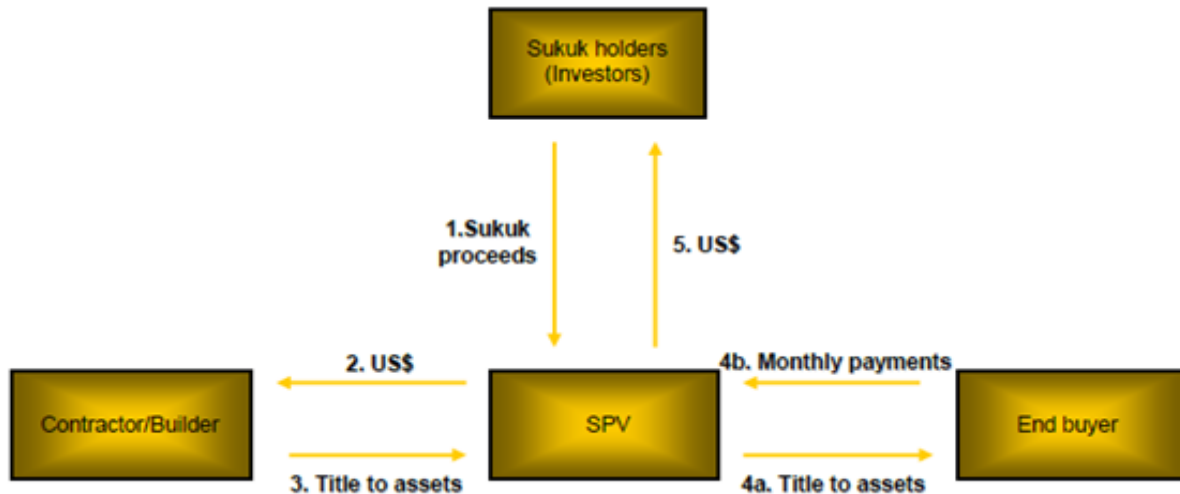 Sukuk holders
(Investors)
1.Sukuk
proceeds
5. US$
2. US$
4b. Monthly payments
Contractor/Builder
SPV
End buyer
3. Title to assets
4a. Title to assets